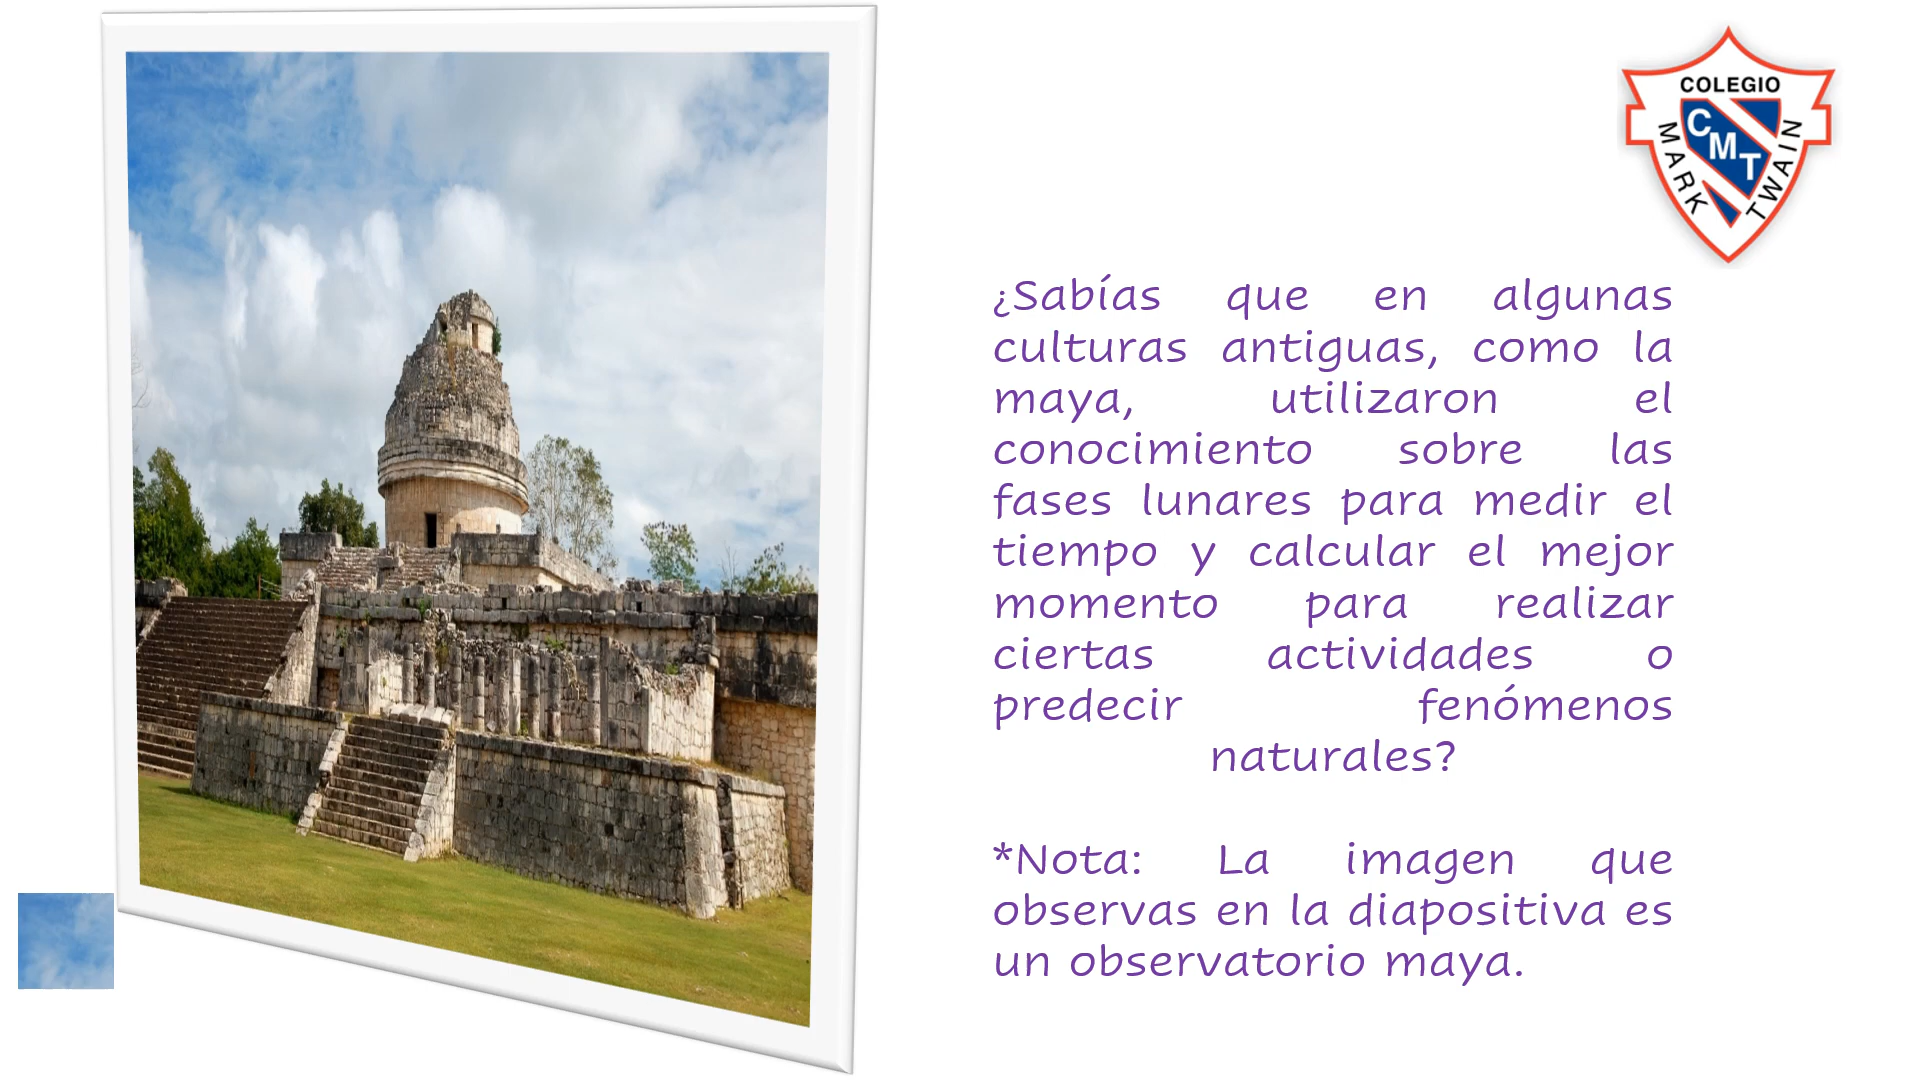 COLEGIO
CMT
MARK TWAIN
¿Sabías que en algunas
culturas antiguas, como la
maya, utilizaron el
conocimiento sobre las
fases lunares para medir el
tiempo y calcular el mejor
momento para realizar
ciertas actividades o
predecir fenómenos
naturales?
*Nota: La imagen que
observas en la diapositiva es
un observatorio maya.